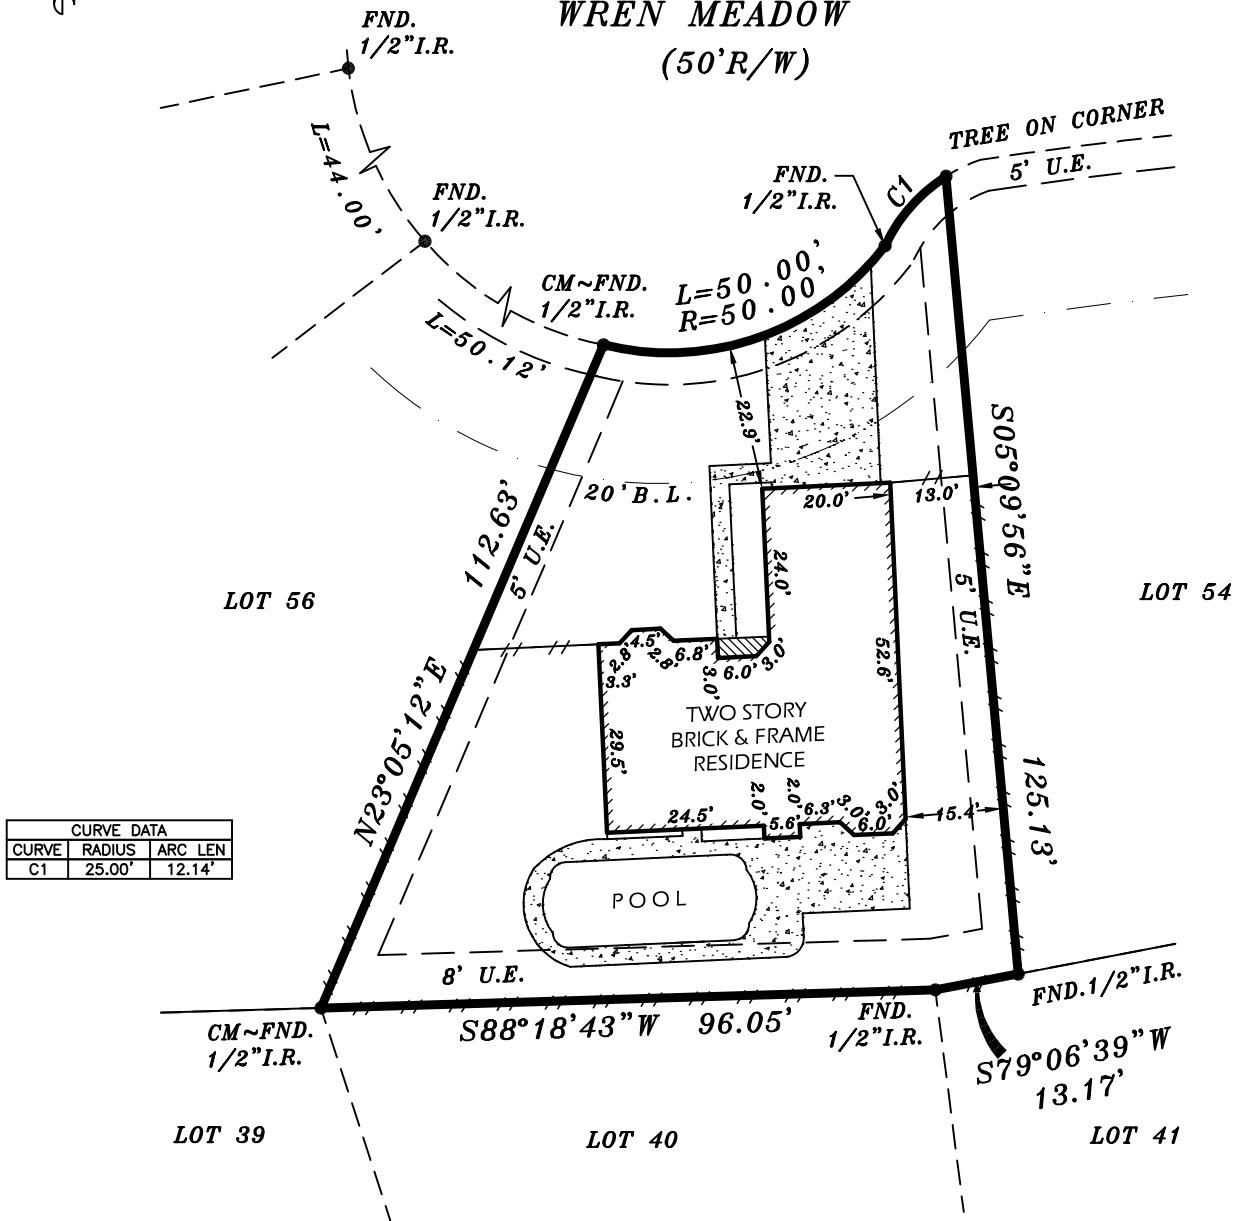 WREN MEADOW
(50'R/W)
FND.
1/2"I.R.
L=44.00'
FND.
1/2"I.R.
TREE ON CORNER
5' U.E.
FND.
1/2"I.R.
C1
CM~FND.
1/2"I.R.
L=50.00'
R=50.00'
L=50.12'
22.9'
20'B.L.
20.0'
13.0'
S05°09'56"E
112.63'
5' U.E.
24.0'
5' U.E.
LOT 56
LOT 54
2.8'
4.5'
2.8'
6.8'
3.3'
3.0'
6.0'
3.0'
52.6'
N23°05'12"E
TWO STORY
BRICK & FRAME
RESIDENCE
29.5'
24.5'
2.0'
5.6'
2.0'
6.3'
3.0'
6.0'
3.0'
15.4'
125.13'
CURVE DATA
CURVE RADIUS ARC LEN
C1 25.00' 12.14'
POOL
8' U.E.
CM~FND.
1/2"I.R.
S88°18'43"W 96.05'
FND.
1/2"I.R.
FND.1/2"I.R.
S79°06'39"W
13.17'
LOT 39
LOT 40
LOT 41